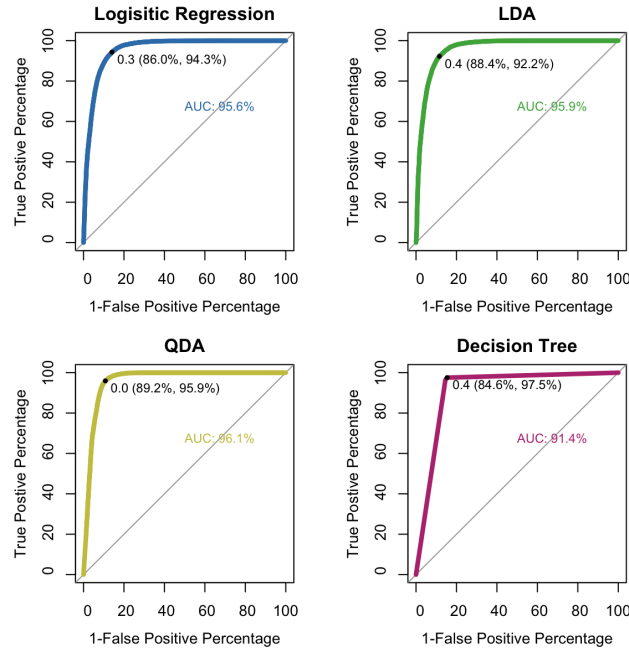 Logisitic Regression
True Postive Percentage
0 20 40 60 80 100
0.3 (86.0%, 94.3%)
AUC: 95.6%
0 20 40 60 80 100
1-False Positive Percentage
LDA
True Postive Percentage
0 20 40 60 80 100
0.4 (88.4%, 92.2%)
AUC: 95.9%
0 20 40 60 80 100
1-False Positive Percentage
QDA
True Postive Percentage
0 20 40 60 80 100
0.0 (89.2%, 95.9%)
AUC: 96.1%
0 20 40 60 80 100
1-False Positive Percentage
Decision Tree
True Postive Percentage
0 20 40 60 80 100
0.4 (84.6%, 97.5%)
AUC: 91.4%
0 20 40 60 80 100
1-False Positive Percentage